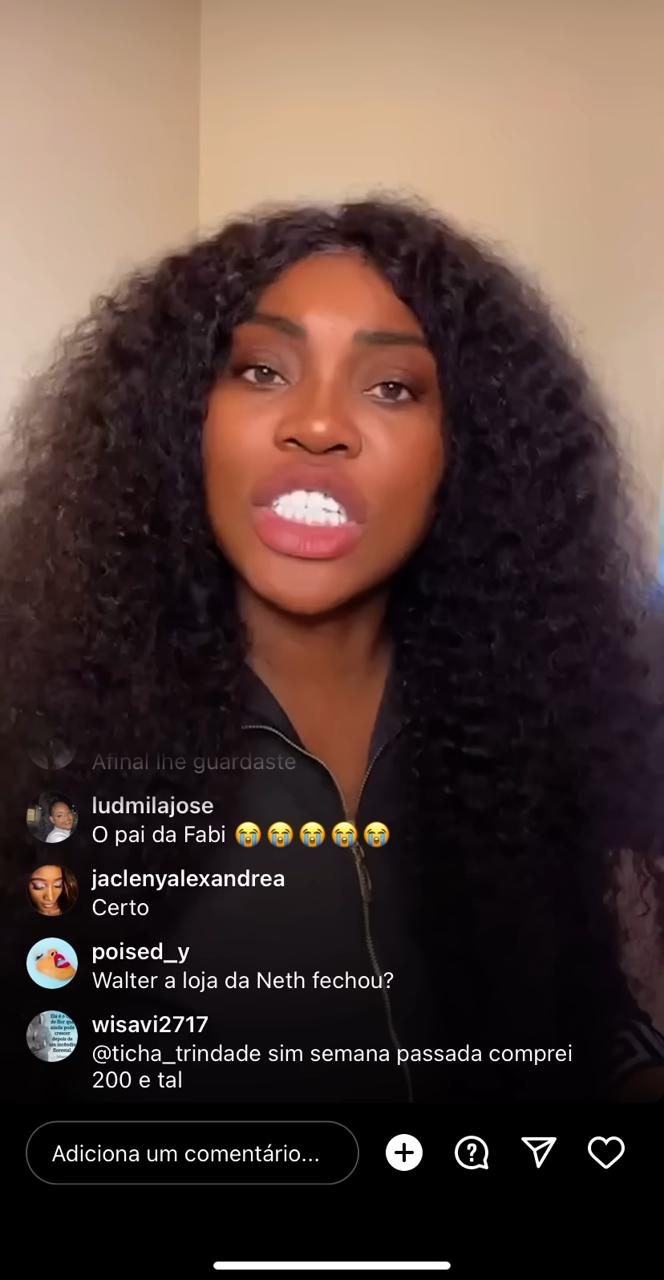 Afinal lhe guardaste
ludmilajose
O pai da Fabi 😭😭😭😭😭
jaclenyalexandrea
Certo
poised_y
Walter a loja da Neth fechou?
wisavi2717
@ticha_trindade sim semana passada comprei
200 e tal
Adiciona um comentário...